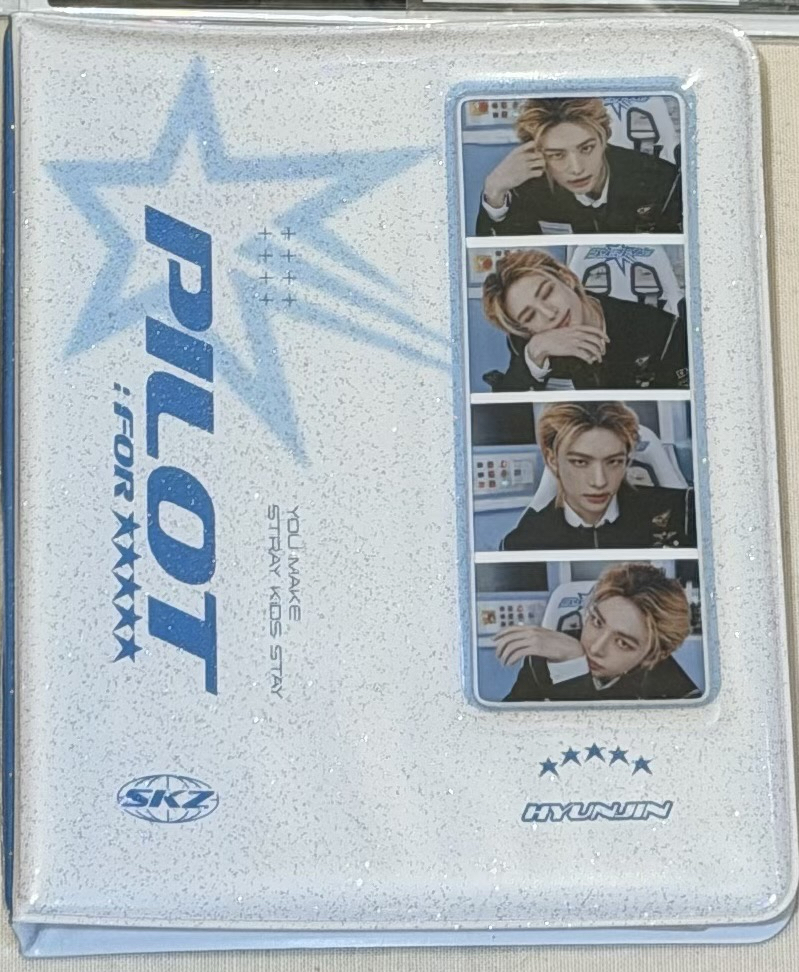 PILOT
: FOR ★★★★★
YOU MAKE
STRAY KIDS STAY
SKZ
HYUNJIN